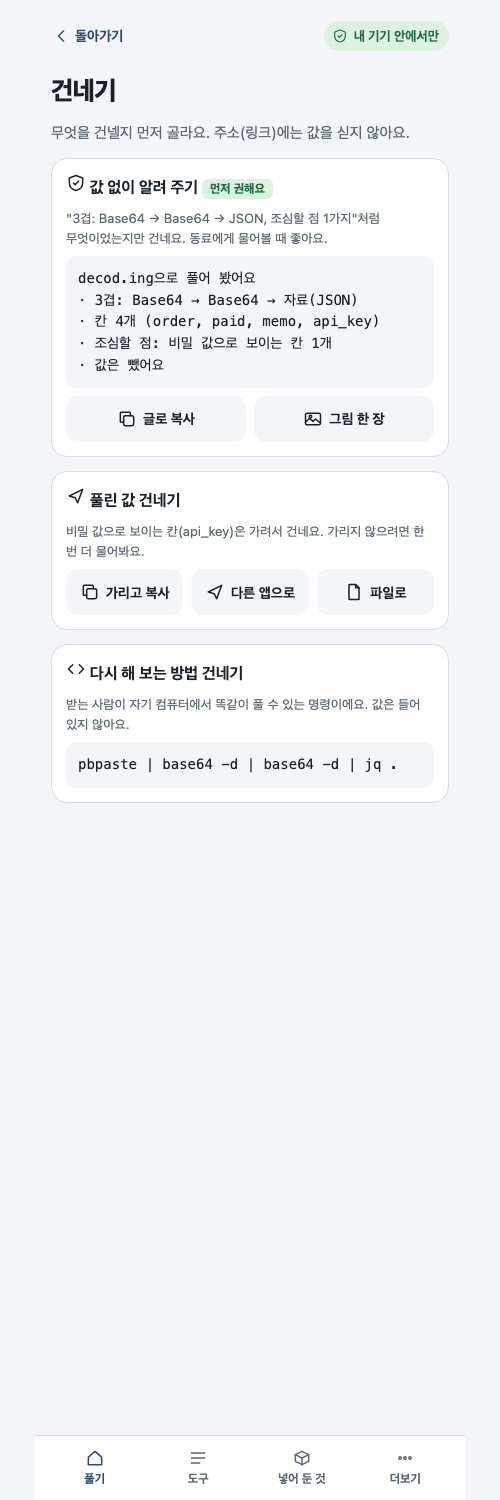 돌아가기
내 기기 안에서만
건네기
무엇을 건넬지 먼저 골라요. 주소(링크)에는 값을 싣지 않아요.
값 없이 알려 주기 먼저 권해요
"3겹: Base64 → Base64 → JSON, 조심할 점 1가지"처럼
무엇이었는지만 건네요. 동료에게 물어볼 때 좋아요.
decod.ing으로 풀어 봤어요
· 3겹: Base64 → Base64 → 자료(JSON)
· 칸 4개 (order, paid, memo, api_key)
· 조심할 점: 비밀 값으로 보이는 칸 1개
· 값은 뺐어요
글로 복사
그림 한 장
풀린 값 건네기
비밀 값으로 보이는 칸(api_key)은 가려서 건네요. 가리지 않으려면 한
번 더 물어봐요.
가리고 복사
다른 앱으로
파일로
다시 해 보는 방법 건네기
받는 사람이 자기 컴퓨터에서 똑같이 풀 수 있는 명령이에요. 값은 들어
있지 않아요.
pbpaste | base64 -d | base64 -d | jq .
풀기
도구
넣어 둔 것
더보기